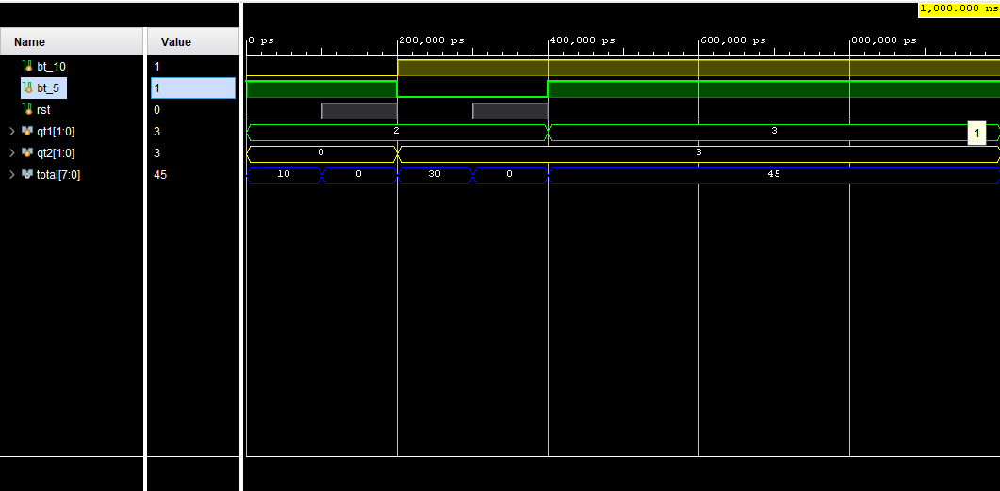 1,000.000 ns
Name Value
0 ps 200,000 ps 400,000 ps 600,000 ps 800,000 ps
bt_10 1
bt_5 1
rst 0
qt1[1:0] 3 2 3 1
qt2[1:0] 3 0 3
total[7:0] 45 10 0 30 0 45